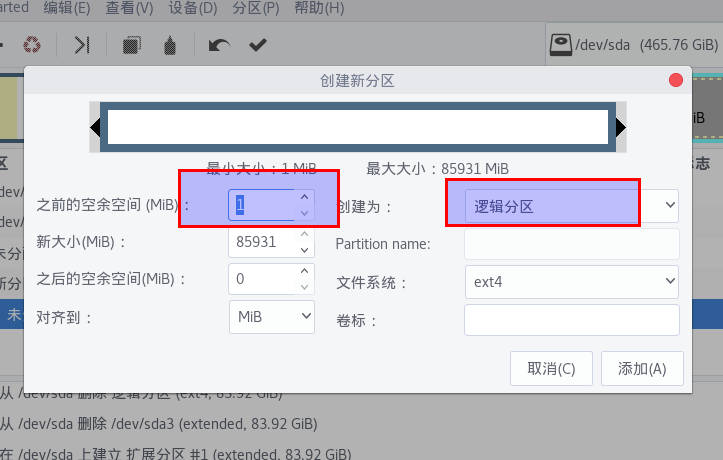 arted 编辑(E) 视图(V) 设备(D) 分区(P) 帮助(H)
/dev/sda (465.76 GiB)
创建新分区
iB
最小大小：1 MiB 最大大小：85931 MiB
区 标志
之前的空余空间 (MiB)： 1 创建为： 逻辑分区
/dev/
新大小(MiB)： 85931 Partition name:
未分
之后的空余空间(MiB)： 0 文件系统： ext4
新分
对齐到： MiB 卷标：
未分
取消(C) 添加(A)
从 /dev/sda 删除 逻辑分区 (ext4, 83.92 GiB)
从 /dev/sda 删除 /dev/sda3 (extended, 83.92 GiB)
在 /dev/sda 上建立 扩展分区 #1 (extended, 83.92 GiB)